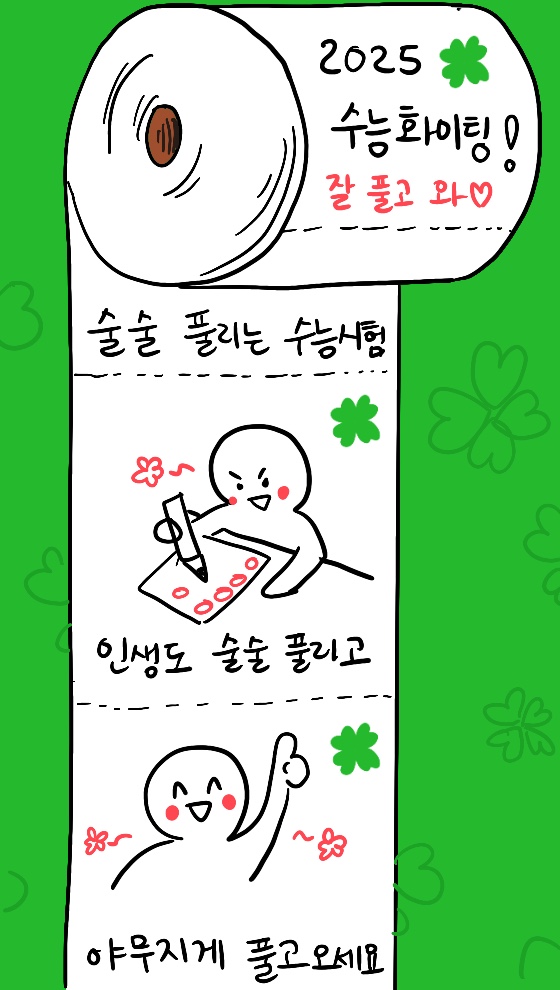 2025
수능화이팅!
잘 풀고 와♡
술술 풀리는 수능시험
인생도 술술 풀리고
야무지게 풀고오세요